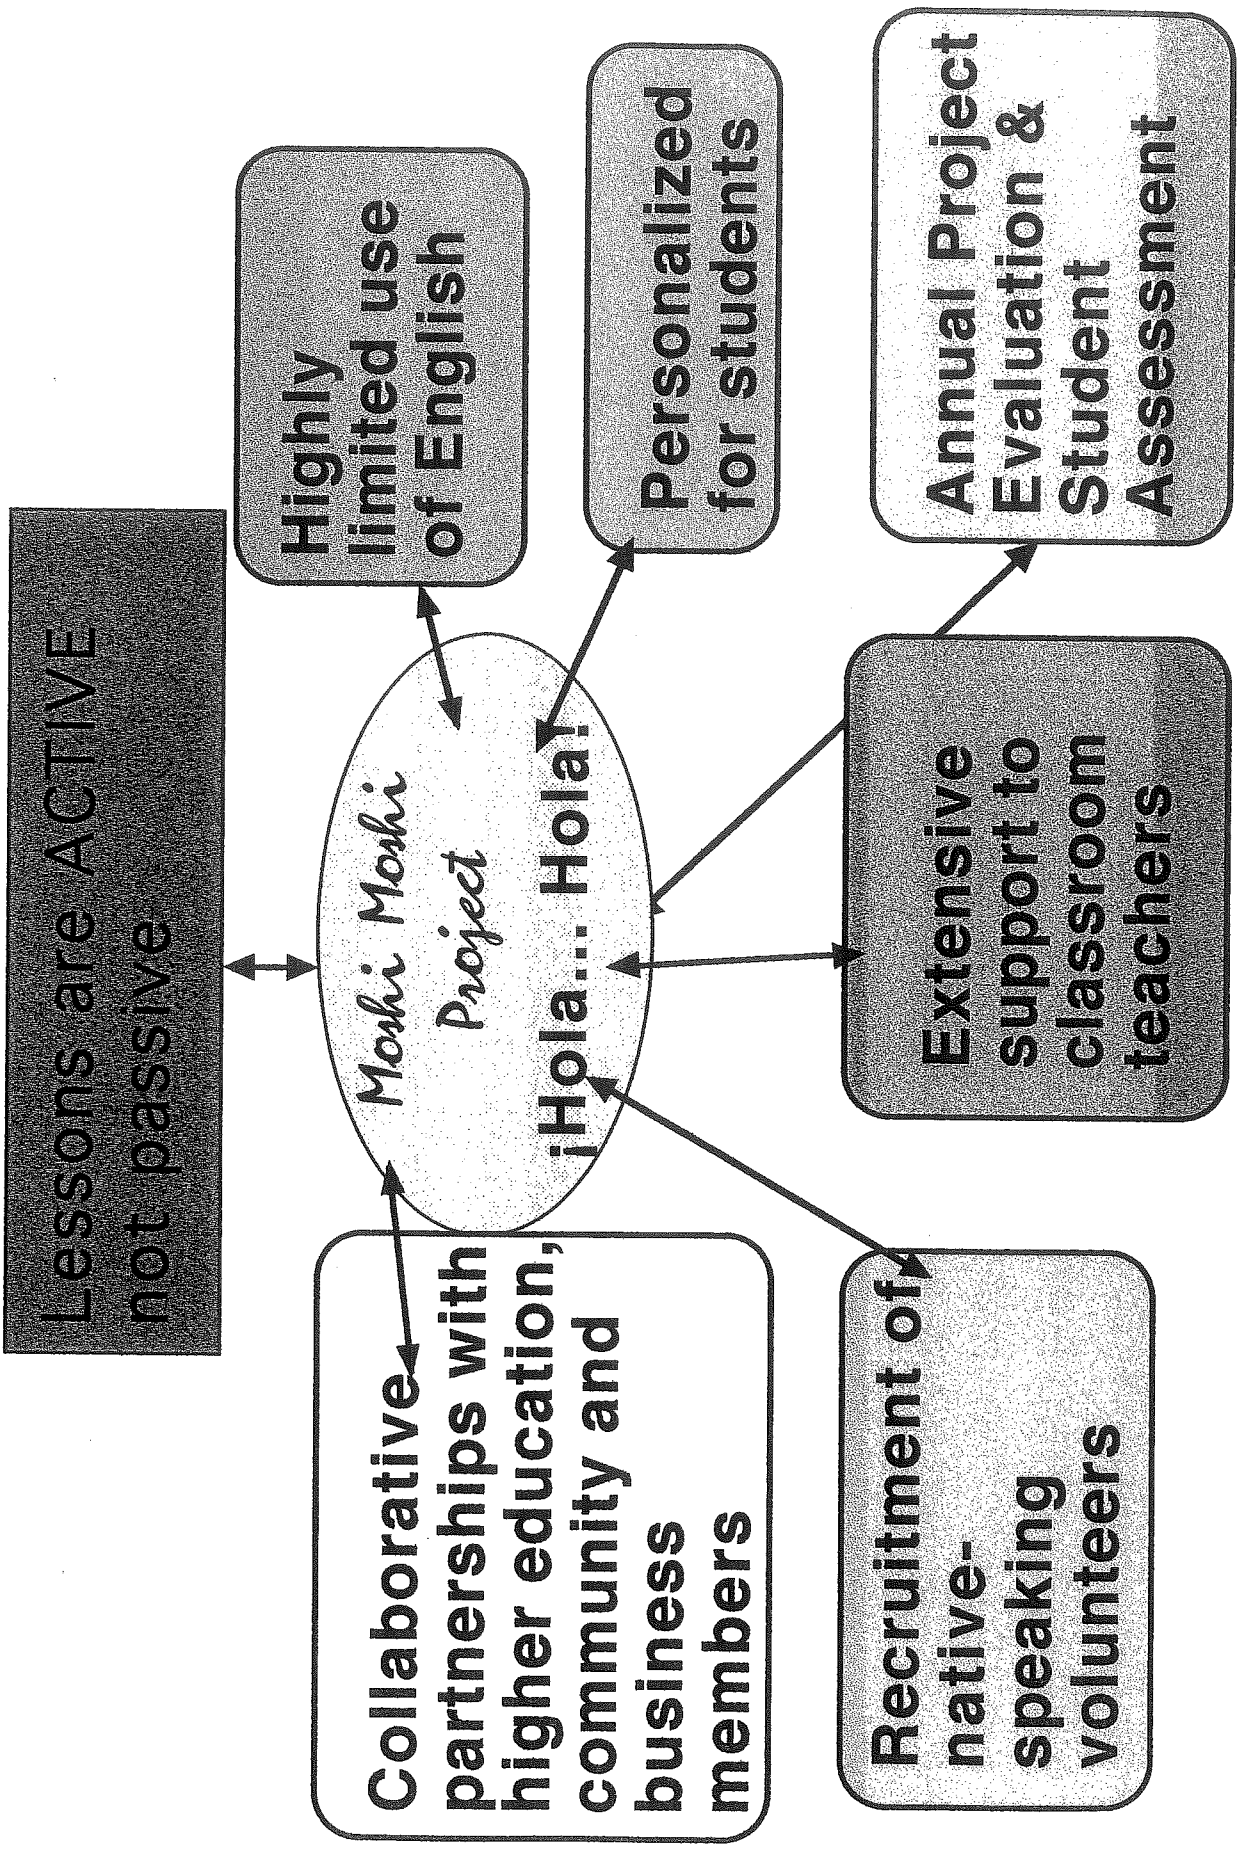 Lessons are ACTIVE
not passive
Collaborative
partnerships with
higher education,
community and
business
members
Moshi Moshi
Project
¡Hola... Hola!
Highly
limited use
of English
Personalized
for students
Recruitment of
native-
speaking
volunteers
Extensive
support to
classroom
teachers
Annual Project
Evaluation &
Student
Assessment